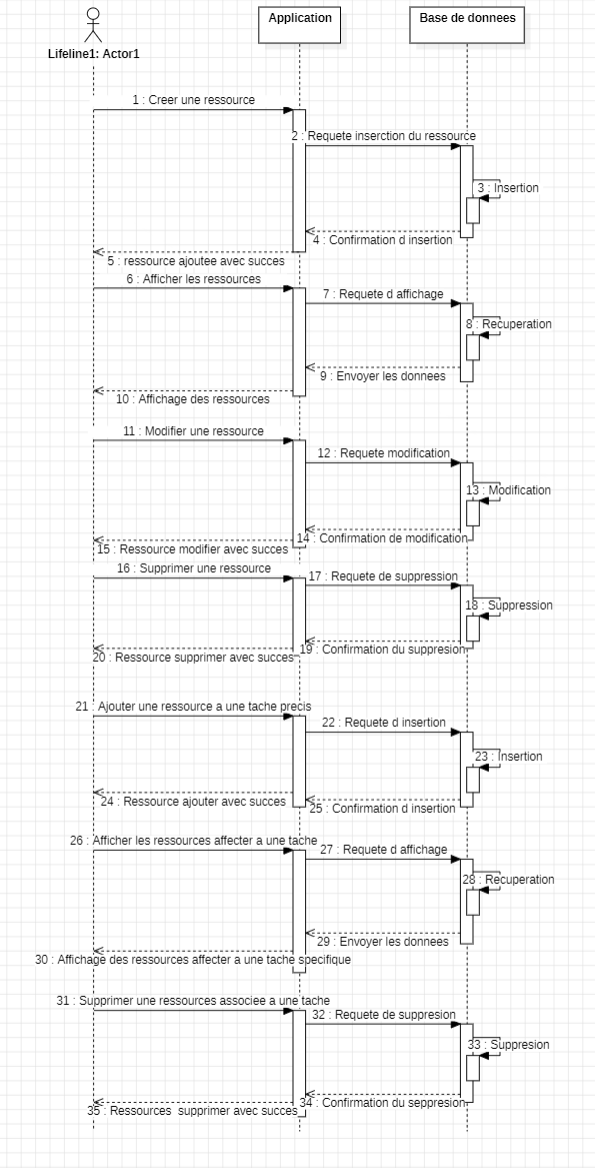 Application
Base de donnees
Lifeline1: Actor1
1 : Creer une ressource
2 : Requete inserction du ressource
3 : Insertion
4 : Confirmation d insertion
5 : ressource ajoutee avec succes
6 : Afficher les ressources
7 : Requete d affichage
8 : Recuperation
9 : Envoyer les donnees
10 : Affichage des ressources
11 : Modifier une ressource
12 : Requete modification
13 : Modification
14 : Confirmation de modification
15 : Ressource modifier avec succes
16 : Supprimer une ressource
17 : Requete de suppression
18 : Suppression
19 : Confirmation du suppresion
20 : Ressource supprimer avec succes
21 : Ajouter une ressource a une tache precis
22 : Requete d insertion
23 : Insertion
24 : Ressource ajouter avec succes
25 : Confirmation d insertion
26 : Afficher les ressources affecter a une tache
27 : Requete d affichage
28 : Recuperation
29 : Envoyer les donnees
30 : Affichage des ressources affecter a une tache specifique
31 : Supprimer une ressources associee a une tache
32 : Requete de suppresion
33 : Suppresion
34 : Confirmation du seppresion
35 : Ressources  supprimer avec succes